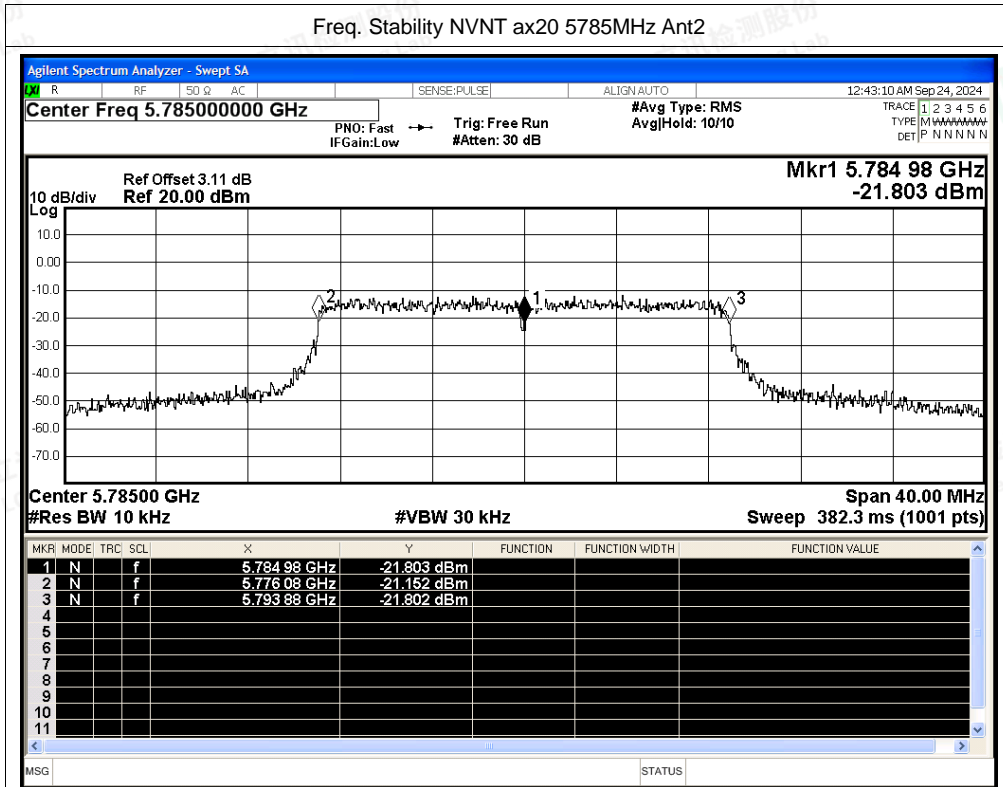 Freq. Stability NVNT ax20 5785MHz Ant2
Agilent Spectrum Analyzer - Swept SA
LXI R RF 50 Ω AC SENSE:PULSE ALIGN AUTO 12:43:10 AM Sep 24, 2024
Center Freq 5.785000000 GHz #Avg Type: RMS TRACE 1 2 3 4 5 6
PNO: Fast Trig: Free Run Avg|Hold: 10/10 TYPE M
IFGain:Low #Atten: 30 dB DET P N N N N N
Mkr1 5.784 98 GHz
Ref Offset 3.11 dB
10 dB/div Ref 20.00 dBm -21.803 dBm
Log
10.0
0.00
-10.0
2 1 3
-20.0
-30.0
-40.0
-50.0
-60.0
-70.0
Center 5.78500 GHz Span 40.00 MHz
#Res BW 10 kHz #VBW 30 kHz Sweep 382.3 ms (1001 pts)
MKR MODE TRC SCL X Y FUNCTION FUNCTION WIDTH FUNCTION VALUE
1 N f 5.784 98 GHz -21.803 dBm
2 N f 5.776 08 GHz -21.152 dBm
3 N f 5.793 88 GHz -21.802 dBm
4
5
6
7
8
9
10
11
MSG STATUS